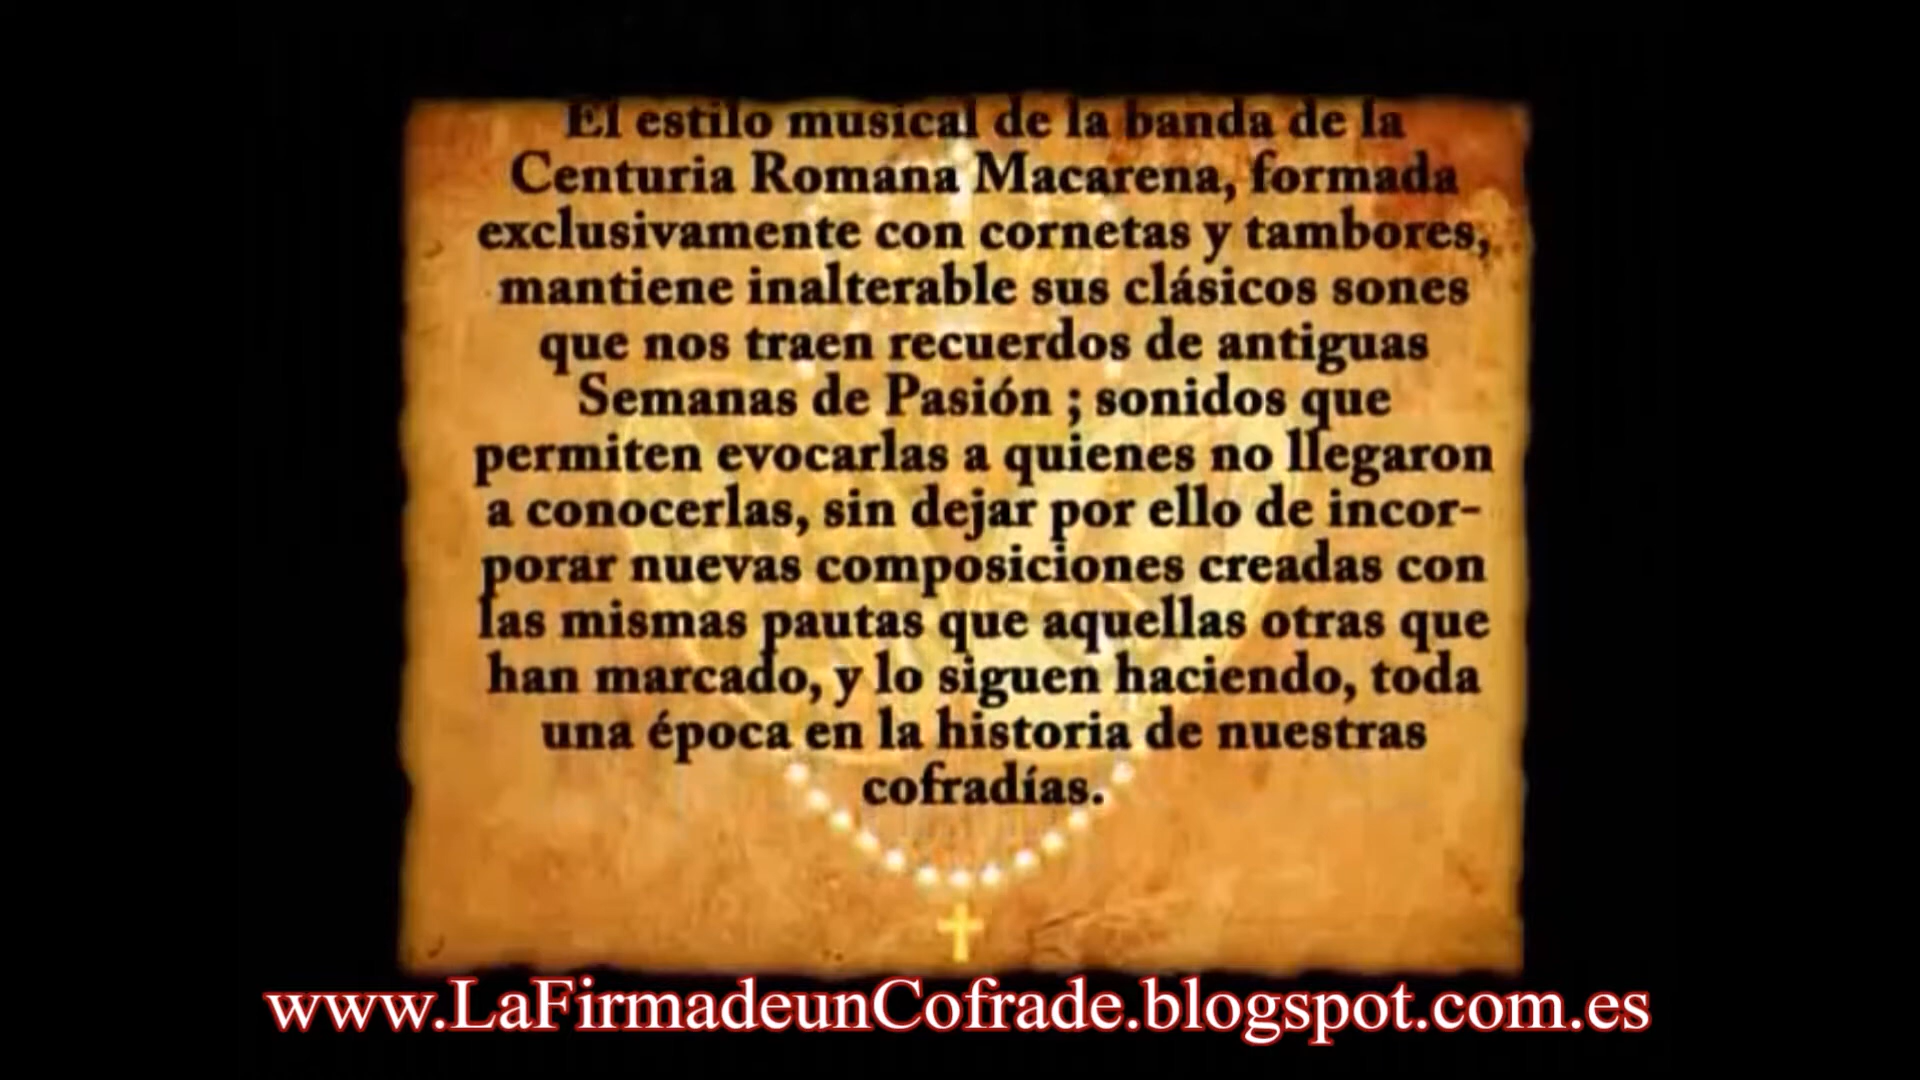 El estilo musical de la banda de la
Centuria Romana Macarena, formada
exclusivamente con cornetas y tambores,
mantiene inalterable sus clásicos sones
que nos traen recuerdos de antiguas
Semanas de Pasión ; sonidos que
permiten evocarlas a quienes no llegaron
a conocerlas, sin dejar por ello de incor-
porar nuevas composiciones creadas con
las mismas pautas que aquellas otras que
han marcado, y lo siguen haciendo, toda
una época en la historia de nuestras
cofradías.
www.LaFirmadeunCofrade.blogspot.com.es